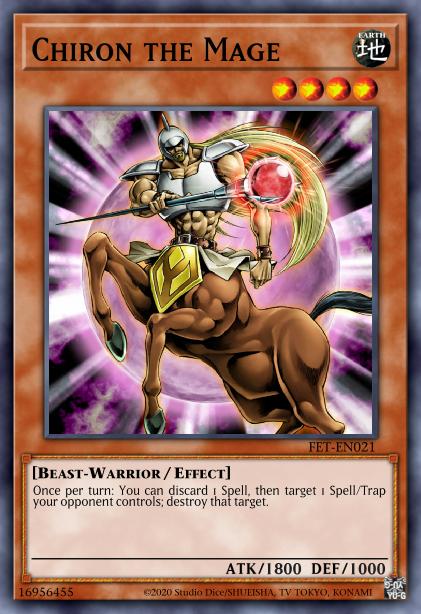 Chiron the Mage
EARTH
地
FET-EN021
[Beast-Warrior / Effect]
Once per turn: You can discard 1 Spell, then target 1 Spell/Trap
your opponent controls; destroy that target.
ATK/1800 DEF/1000
16956455
©2020 Studio Dice/SHUEISHA, TV TOKYO, KONAMI